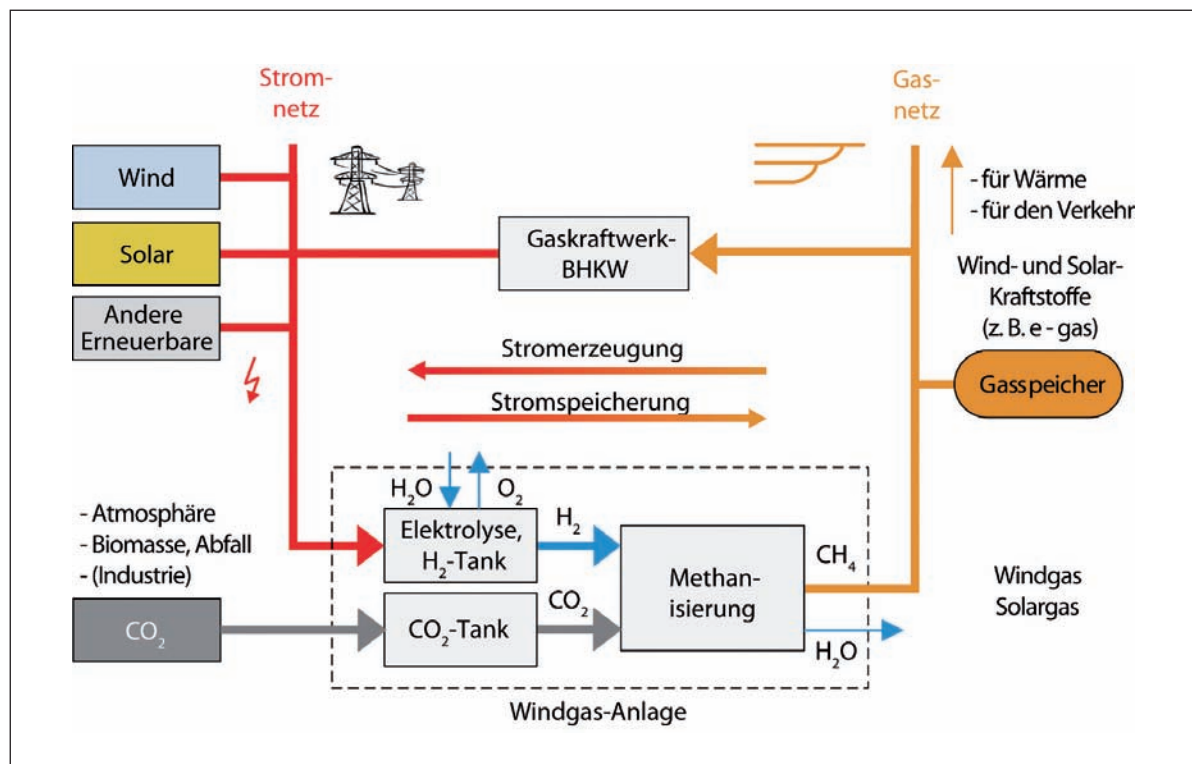 Strom-
netz
Gas-
netz
Wind
Solar
Andere
Erneuerbare
Gaskraftwerk-
BHKW
- für Wärme
- für den Verkehr
Wind- und Solar-
Kraftstoffe
(z. B. e - gas)
Gasspeicher
Stromerzeugung
Stromspeicherung
- Atmosphäre
- Biomasse, Abfall
- (Industrie)
CO₂
H₂O
O₂
Elektrolyse,
H₂-Tank
H₂
CO₂-Tank
CO₂
Methan-
isierung
CH₄
H₂O
Windgas
Solargas
Windgas-Anlage